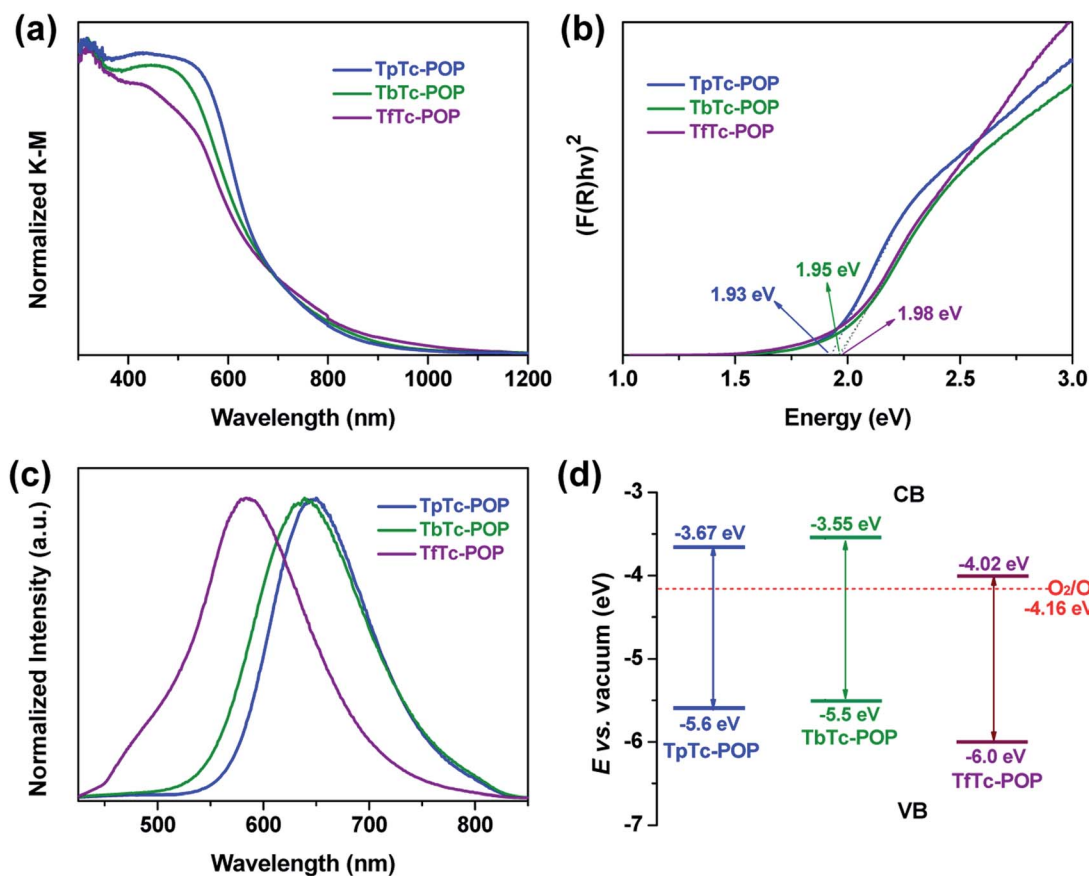 (a)
TpTc-POP
TbTc-POP
TfTc-POP
Normalized K-M
400 600 800 1000 1200
Wavelength (nm)
(b)
TpTc-POP
TbTc-POP
TfTc-POP
(F(R)hv)²
1.95 eV
1.93 eV
1.98 eV
1.0 1.5 2.0 2.5 3.0
Energy (eV)
(c)
TpTc-POP
TbTc-POP
TfTc-POP
Normalized Intensity (a.u.)
500 600 700 800
Wavelength (nm)
(d)
CB
-3
-3.67 eV
-3.55 eV
-4.02 eV
-4
O₂/O
-4.16 eV
E vs. vacuum (eV)
-5
-5.6 eV
TpTc-POP
-5.5 eV
TbTc-POP
-6
-6.0 eV
TfTc-POP
VB
-7